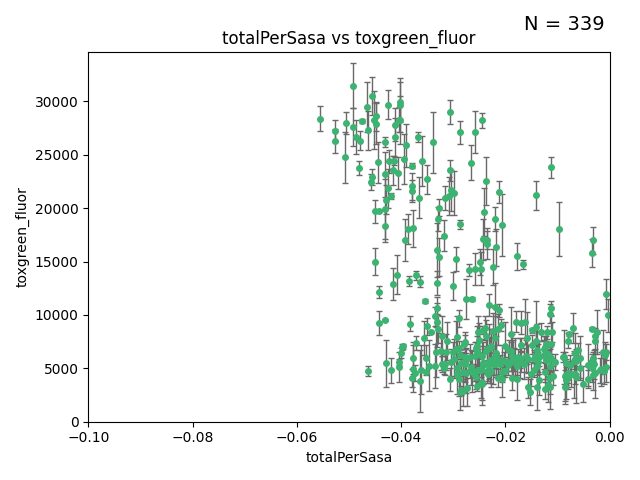 N = 339
totalPerSasa vs toxgreen_fluor
30000
25000
20000
15000
10000
5000
0
toxgreen_fluor
−0.10 −0.08 −0.06 −0.04 −0.02 0.00
totalPerSasa